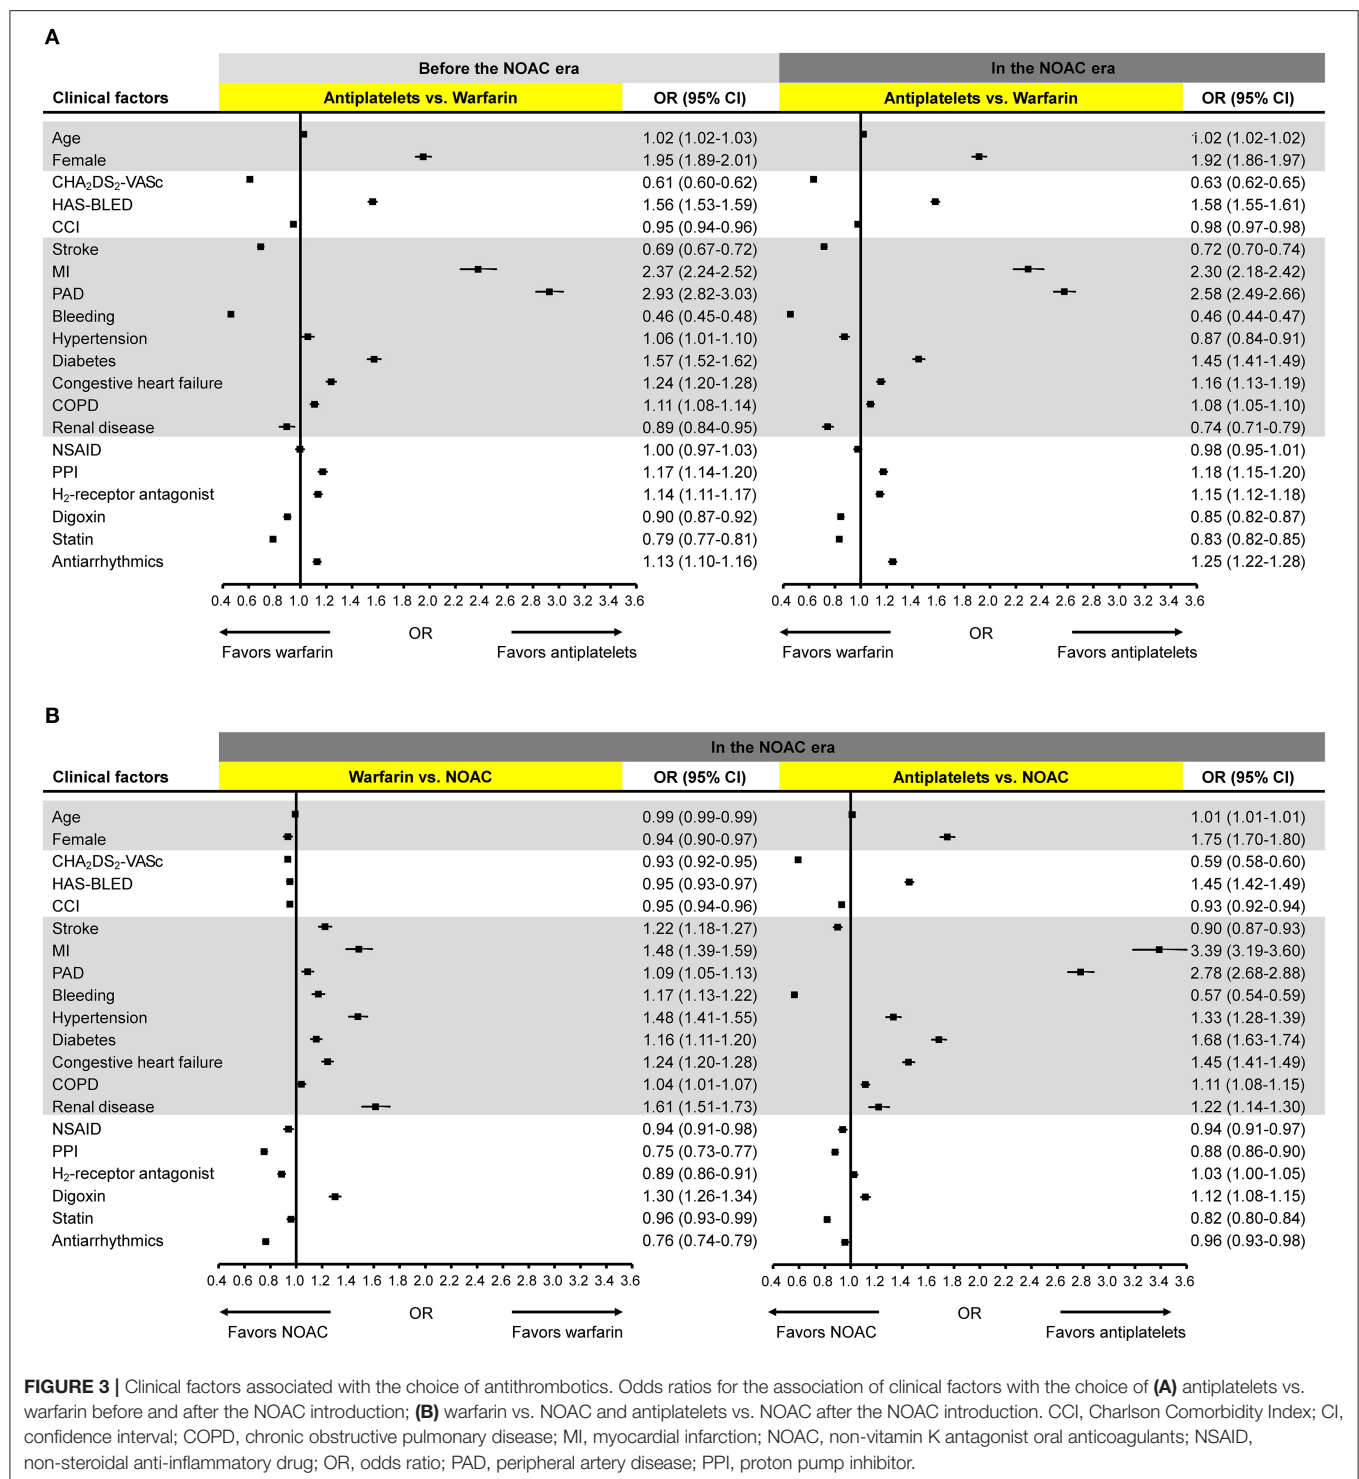 A
Before the NOAC era In the NOAC era
Clinical factors Antiplatelets vs. Warfarin OR (95% CI) Antiplatelets vs. Warfarin OR (95% CI)
Age 1.02 (1.02-1.03) 1.02 (1.02-1.02)
Female 1.95 (1.89-2.01) 1.92 (1.86-1.97)
CHA₂DS₂-VASc 0.61 (0.60-0.62) 0.63 (0.62-0.65)
HAS-BLED 1.56 (1.53-1.59) 1.58 (1.55-1.61)
CCI 0.95 (0.94-0.96) 0.98 (0.97-0.98)
Stroke 0.69 (0.67-0.72) 0.72 (0.70-0.74)
MI 2.37 (2.24-2.52) 2.30 (2.18-2.42)
PAD 2.93 (2.82-3.03) 2.58 (2.49-2.66)
Bleeding 0.46 (0.45-0.48) 0.46 (0.44-0.47)
Hypertension 1.06 (1.01-1.10) 0.87 (0.84-0.91)
Diabetes 1.57 (1.52-1.62) 1.45 (1.41-1.49)
Congestive heart failure 1.24 (1.20-1.28) 1.16 (1.13-1.19)
COPD 1.11 (1.08-1.14) 1.08 (1.05-1.10)
Renal disease 0.89 (0.84-0.95) 0.74 (0.71-0.79)
NSAID 1.00 (0.97-1.03) 0.98 (0.95-1.01)
PPI 1.17 (1.14-1.20) 1.18 (1.15-1.20)
H₂-receptor antagonist 1.14 (1.11-1.17) 1.15 (1.12-1.18)
Digoxin 0.90 (0.87-0.92) 0.85 (0.82-0.87)
Statin 0.79 (0.77-0.81) 0.83 (0.82-0.85)
Antiarrhythmics 1.13 (1.10-1.16) 1.25 (1.22-1.28)
0.4 0.6 0.8 1.0 1.2 1.4 1.6 1.8 2.0 2.2 2.4 2.6 2.8 3.0 3.2 3.4 3.6 0.4 0.6 0.8 1.0 1.2 1.4 1.6 1.8 2.0 2.2 2.4 2.6 2.8 3.0 3.2 3.4 3.6
OR OR
Favors warfarin Favors antiplatelets Favors warfarin Favors antiplatelets
B
In the NOAC era
Clinical factors Warfarin vs. NOAC OR (95% CI) Antiplatelets vs. NOAC OR (95% CI)
Age 0.99 (0.99-0.99) 1.01 (1.01-1.01)
Female 0.94 (0.90-0.97) 1.75 (1.70-1.80)
CHA₂DS₂-VASc 0.93 (0.92-0.95) 0.59 (0.58-0.60)
HAS-BLED 0.95 (0.93-0.97) 1.45 (1.42-1.49)
CCI 0.95 (0.94-0.96) 0.93 (0.92-0.94)
Stroke 1.22 (1.18-1.27) 0.90 (0.87-0.93)
MI 1.48 (1.39-1.59) 3.39 (3.19-3.60)
PAD 1.09 (1.05-1.13) 2.78 (2.68-2.88)
Bleeding 1.17 (1.13-1.22) 0.57 (0.54-0.59)
Hypertension 1.48 (1.41-1.55) 1.33 (1.28-1.39)
Diabetes 1.16 (1.11-1.20) 1.68 (1.63-1.74)
Congestive heart failure 1.24 (1.20-1.28) 1.45 (1.41-1.49)
COPD 1.04 (1.01-1.07) 1.11 (1.08-1.15)
Renal disease 1.61 (1.51-1.73) 1.22 (1.14-1.30)
NSAID 0.94 (0.91-0.98) 0.94 (0.91-0.97)
PPI 0.75 (0.73-0.77) 0.88 (0.86-0.90)
H₂-receptor antagonist 0.89 (0.86-0.91) 1.03 (1.00-1.05)
Digoxin 1.30 (1.26-1.34) 1.12 (1.08-1.15)
Statin 0.96 (0.93-0.99) 0.82 (0.80-0.84)
Antiarrhythmics 0.76 (0.74-0.79) 0.96 (0.93-0.98)
0.4 0.6 0.8 1.0 1.2 1.4 1.6 1.8 2.0 2.2 2.4 2.6 2.8 3.0 3.2 3.4 3.6 0.4 0.6 0.8 1.0 1.2 1.4 1.6 1.8 2.0 2.2 2.4 2.6 2.8 3.0 3.2 3.4 3.6
OR OR
Favors NOAC Favors warfarin Favors NOAC Favors antiplatelets
FIGURE 3 | Clinical factors associated with the choice of antithrombotics. Odds ratios for the association of clinical factors with the choice of (A) antiplatelets vs.
warfarin before and after the NOAC introduction; (B) warfarin vs. NOAC and antiplatelets vs. NOAC after the NOAC introduction. CCI, Charlson Comorbidity Index; CI,
confidence interval; COPD, chronic obstructive pulmonary disease; MI, myocardial infarction; NOAC, non-vitamin K antagonist oral anticoagulants; NSAID,
non-steroidal anti-inflammatory drug; OR, odds ratio; PAD, peripheral artery disease; PPI, proton pump inhibitor.